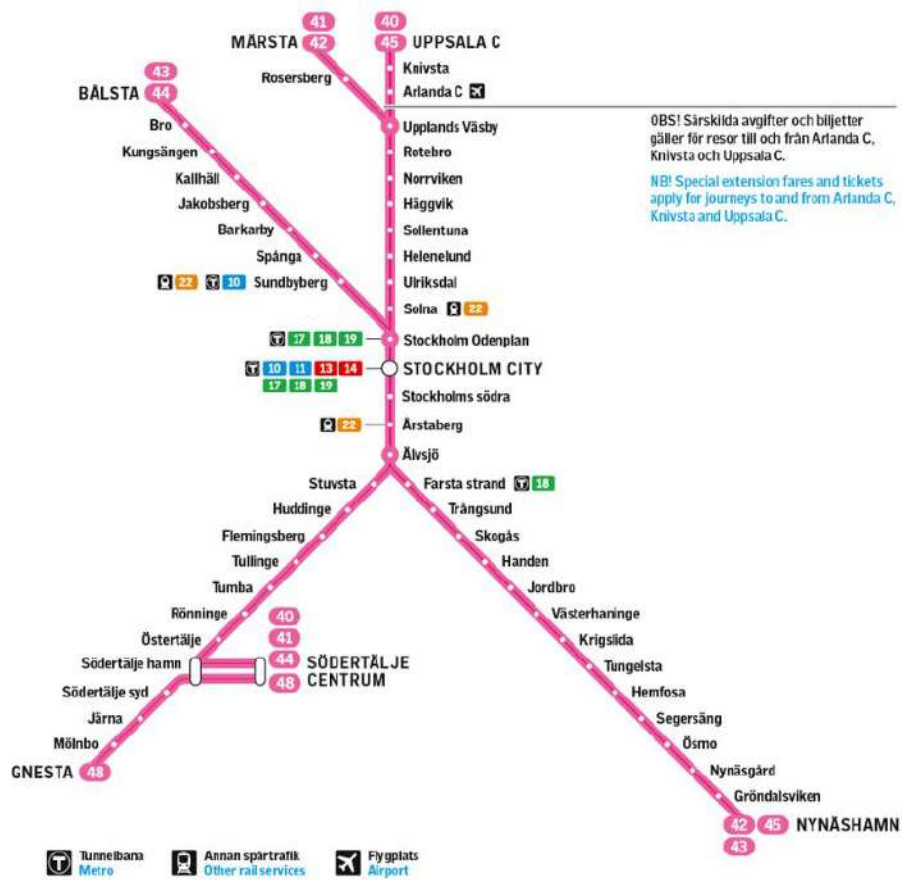 41
40
MÄRSTA 42
45 UPPSALA C
Rosersberg
Knivsta
Arlanda C
43
BÅLSTA 44
OBS! Särskilda avgifter och biljetter
gäller för resor till och från Arlanda C,
Knivsta och Uppsala C.
NB! Special extension fares and tickets
apply for journeys to and from Arlanda C,
Knivsta and Uppsala C.
Upplands Väsby
Bro
Rotebro
Kungsängen
Norrviken
Kallhäll
Häggvik
Jakobsberg
Sollentuna
Barkarby
Helenelund
Spånga
Ulriksdal
22 T 10 Sundbyberg
Solna 22
T 17 18 19
Stockholm Odenplan
T 10 11 13 14
17 18 19
STOCKHOLM CITY
Stockholms södra
22
Årstaberg
Älvsjö
Stuvsta
Farsta strand T 18
Huddinge
Trångsund
Flemingsberg
Skogås
Tullinge
Handen
Tumba
Jordbro
Rönninge
Västerhaninge
Östertälje
Krigslida
Södertälje hamn
40
41
44 SÖDERTÄLJE
48 CENTRUM
Tungelsta
Södertälje syd
Hemfosa
Järna
Segersäng
Mölnbo
Ösmo
GNESTA 48
Nynäsgård
Gröndalsviken
42 45 NYNÄSHAMN
43
T Tunnelbana
Metro
Annan spårtrafik
Other rail services
Flygplats
Airport